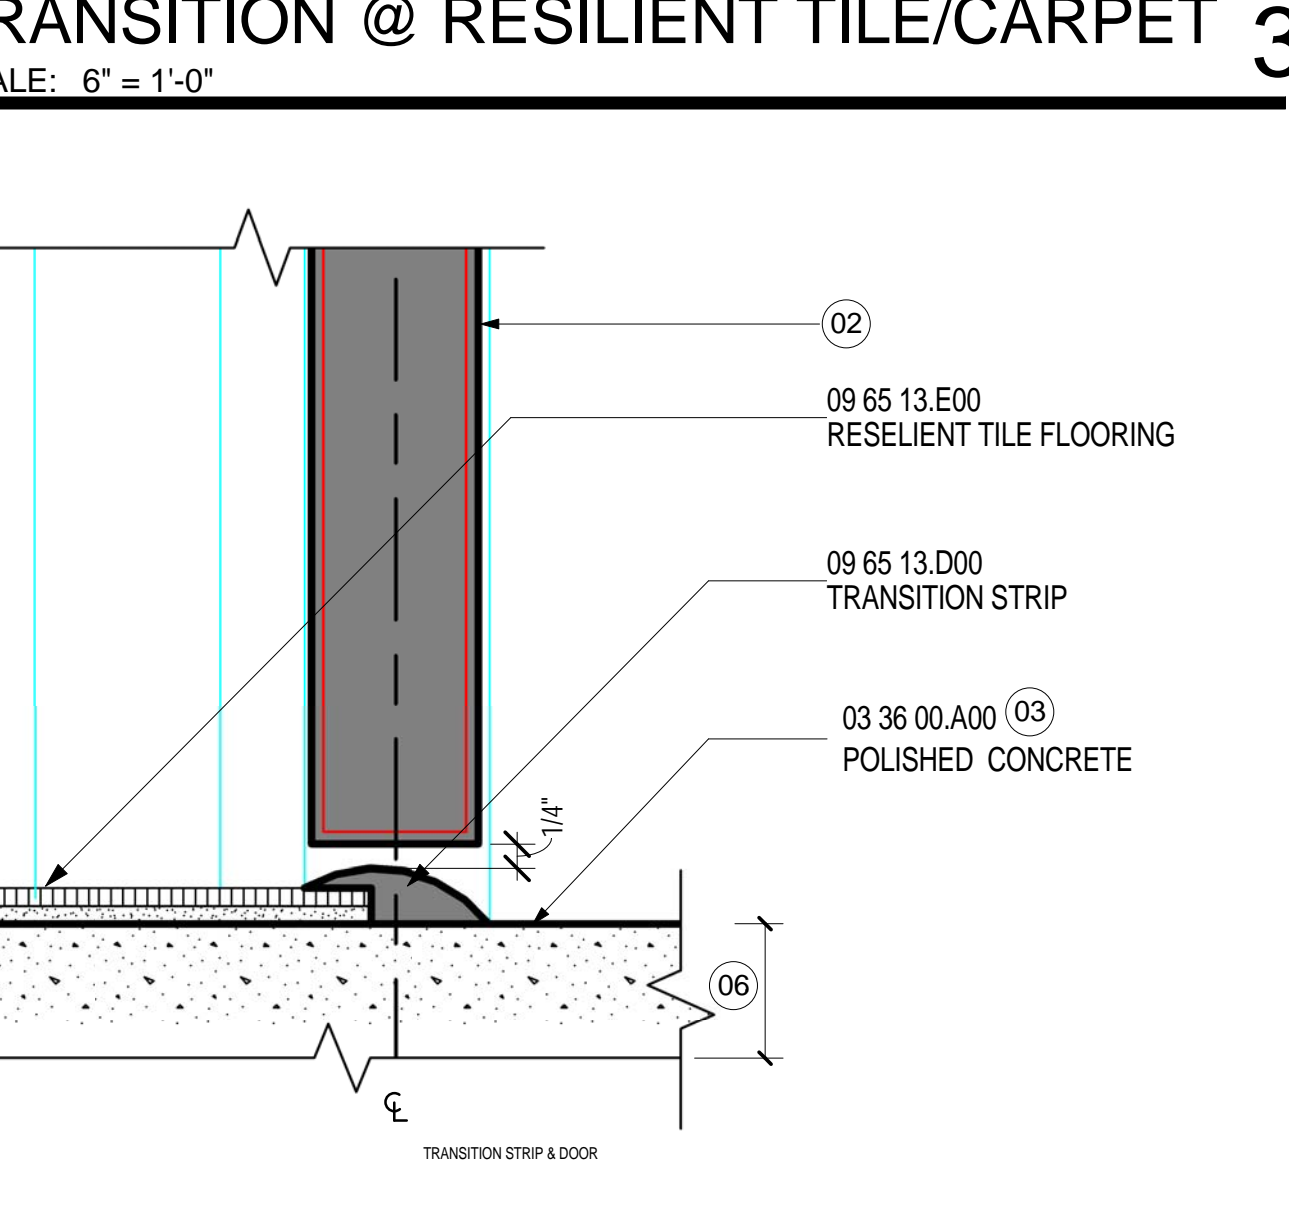 RANSITION @ RESILIENT TILE/CARPET 3
ALE: 6" = 1'-0"
02
09 65 13.E00
RESELIENT TILE FLOORING
09 65 13.D00
TRANSITION STRIP
03 36 00.A00 03
POLISHED CONCRETE
1/4"
06
℄
TRANSITION STRIP & DOOR